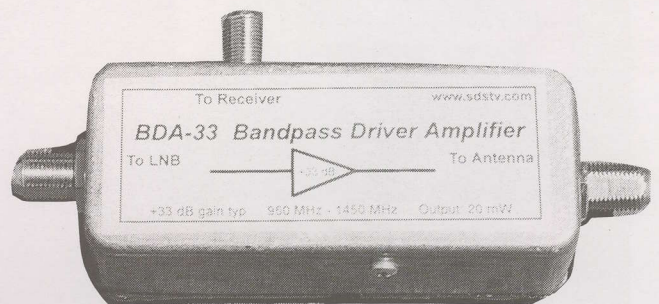 To Receiver www.sdstv.com
BDA-33 Bandpass Driver Amplifier
To LNB To Antenna
+33 dB
+33 dB gain typ 950 MHz - 1450 MHz Output 20 mW